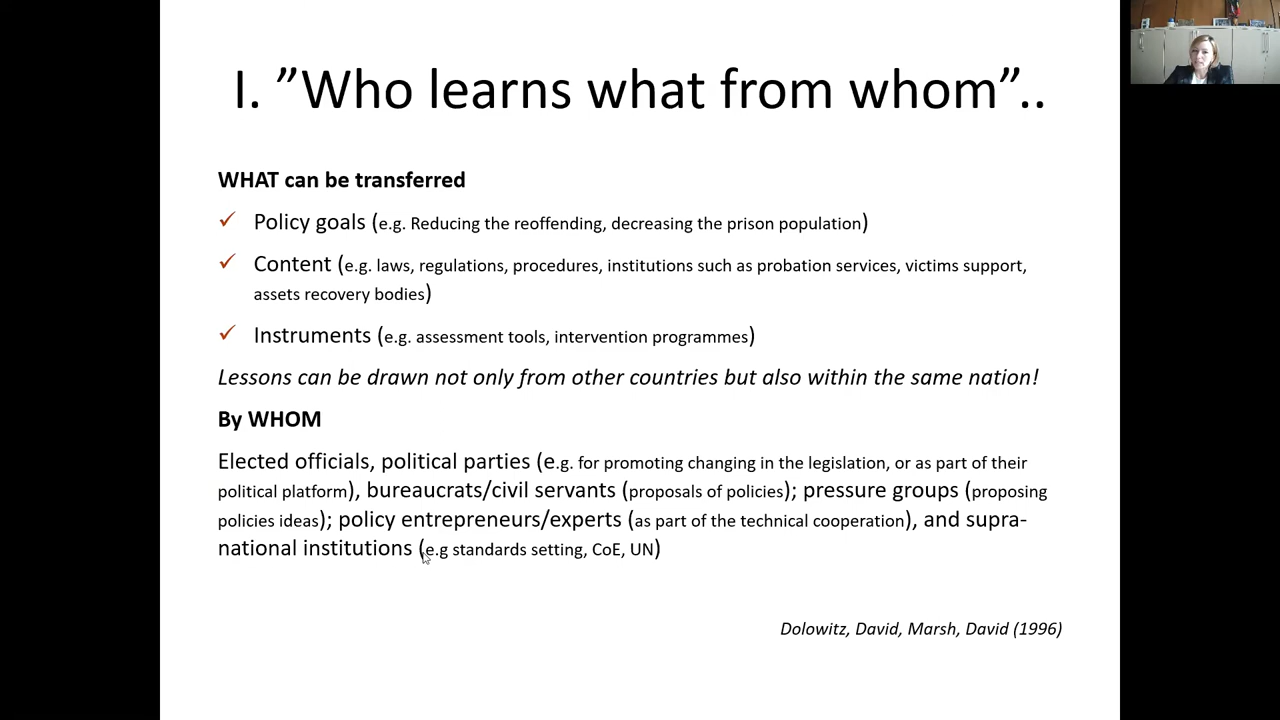 I. ”Who learns what from whom”..
WHAT can be transferred
✓ Policy goals (e.g. Reducing the reoffending, decreasing the prison population)
✓ Content (e.g. laws, regulations, procedures, institutions such as probation services, victims support,
assets recovery bodies)
✓ Instruments (e.g. assessment tools, intervention programmes)
Lessons can be drawn not only from other countries but also within the same nation!
By WHOM
Elected officials, political parties (e.g. for promoting changing in the legislation, or as part of their
political platform), bureaucrats/civil servants (proposals of policies); pressure groups (proposing
policies ideas); policy entrepreneurs/experts (as part of the technical cooperation), and supra-
national institutions (e.g standards setting, CoE, UN)
Dolowitz, David, Marsh, David (1996)